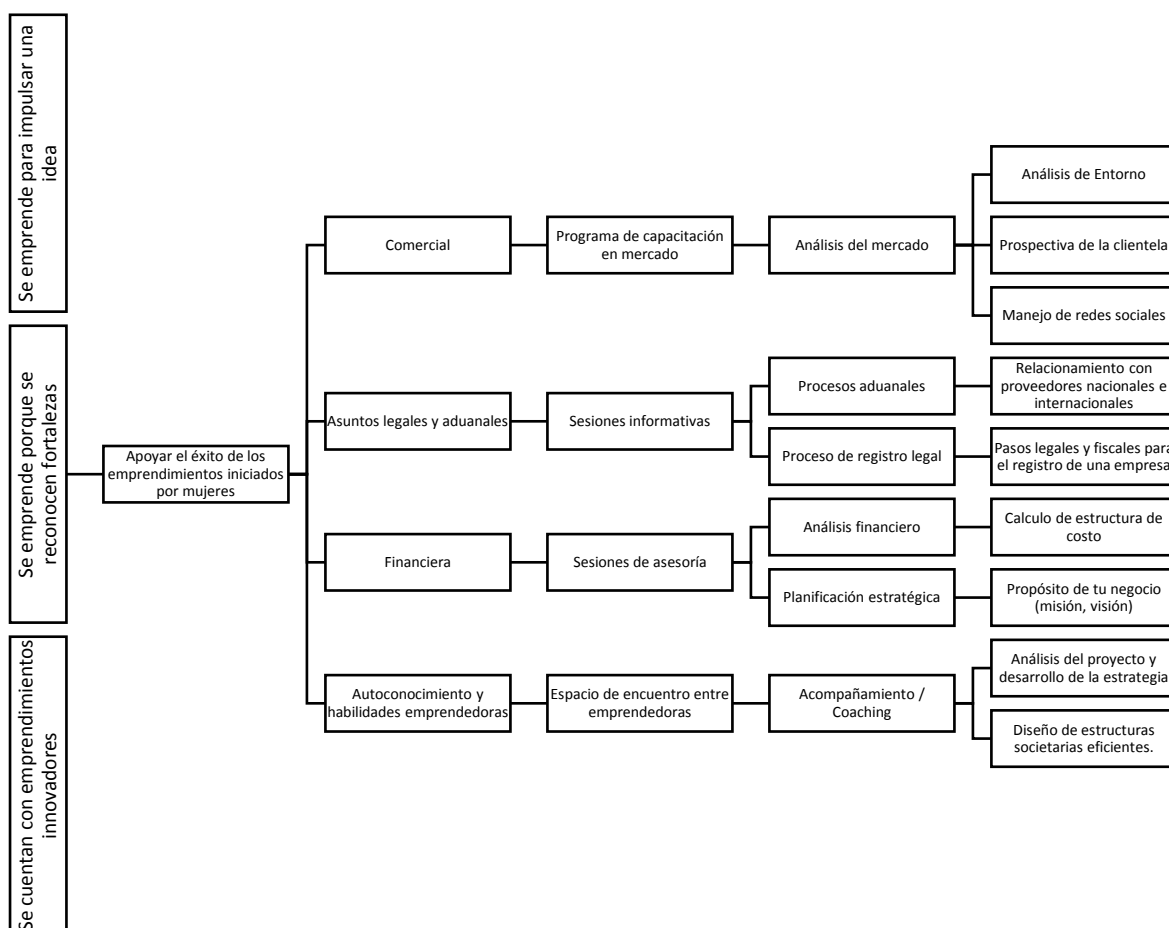 Se emprende para impulsar una
idea
Se emprende porque se
reconocen fortalezas
Se cuentan con emprendimientos
innovadores
Apoyar el éxito de los
emprendimientos iniciados
por mujeres
Comercial
Programa de capacitación
en mercado
Análisis del mercado
Análisis de Entorno
Prospectiva de la clientela
Manejo de redes sociales
Asuntos legales y aduanales
Sesiones informativas
Procesos aduanales
Relacionamiento con
proveedores nacionales e
internacionales
Proceso de registro legal
Pasos legales y fiscales para
el registro de una empresa
Financiera
Sesiones de asesoría
Análisis financiero
Calculo de estructura de
costo
Planificación estratégica
Propósito de tu negocio
(misión, visión)
Autoconocimiento y
habilidades emprendedoras
Espacio de encuentro entre
emprendedoras
Acompañamiento /
Coaching
Análisis del proyecto y
desarrollo de la estrategia
Diseño de estructuras
societarias eficientes.